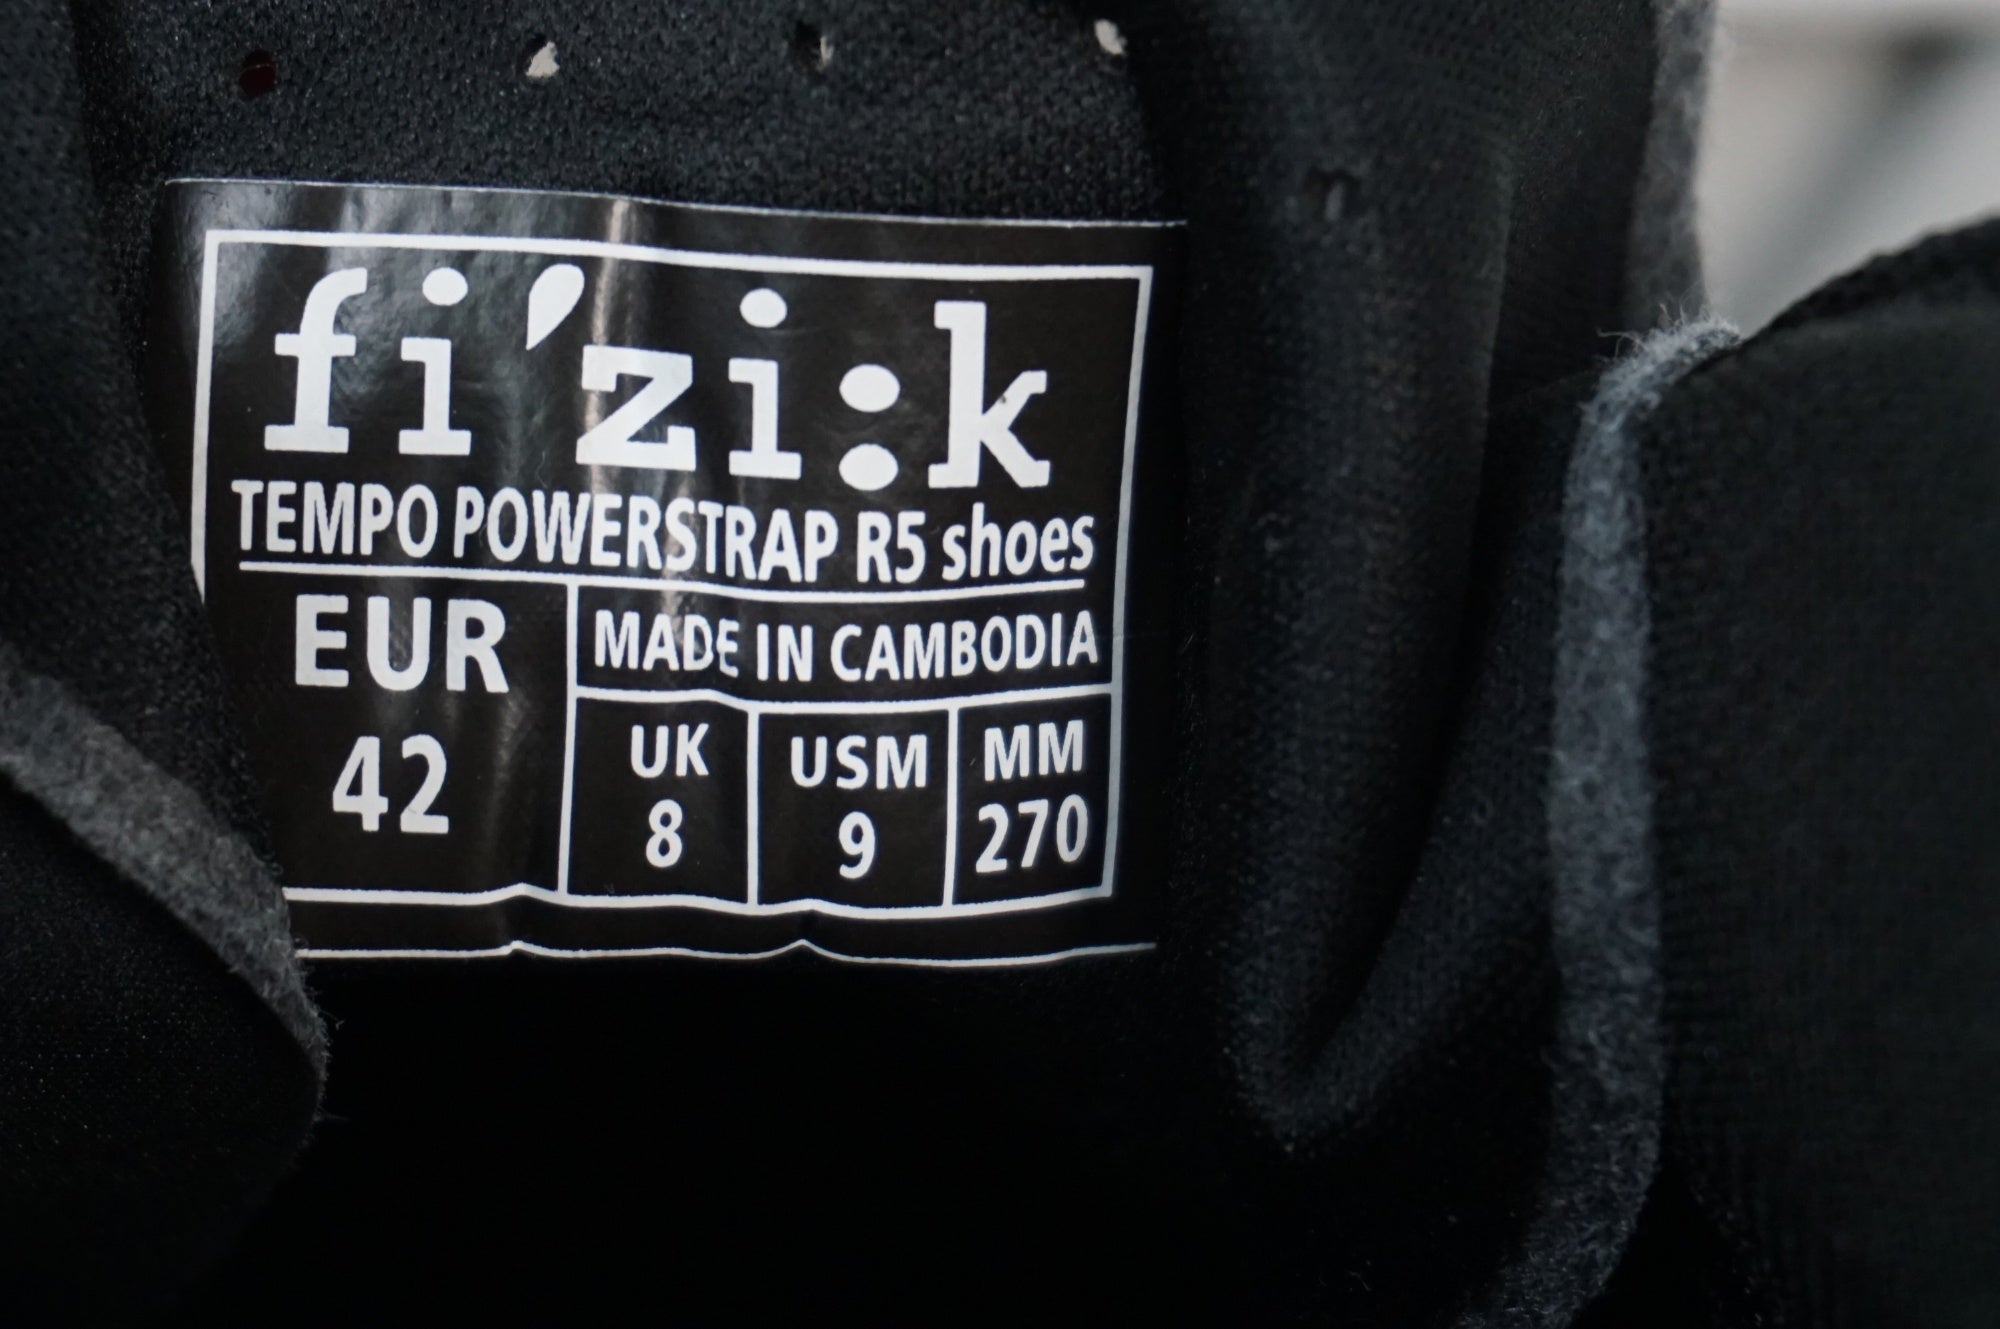 fi'zi:k
TEMPO POWERSTRAP R5 shoes
EUR
42
MADE IN CAMBODIA
UK
8
USM
9
MM
270